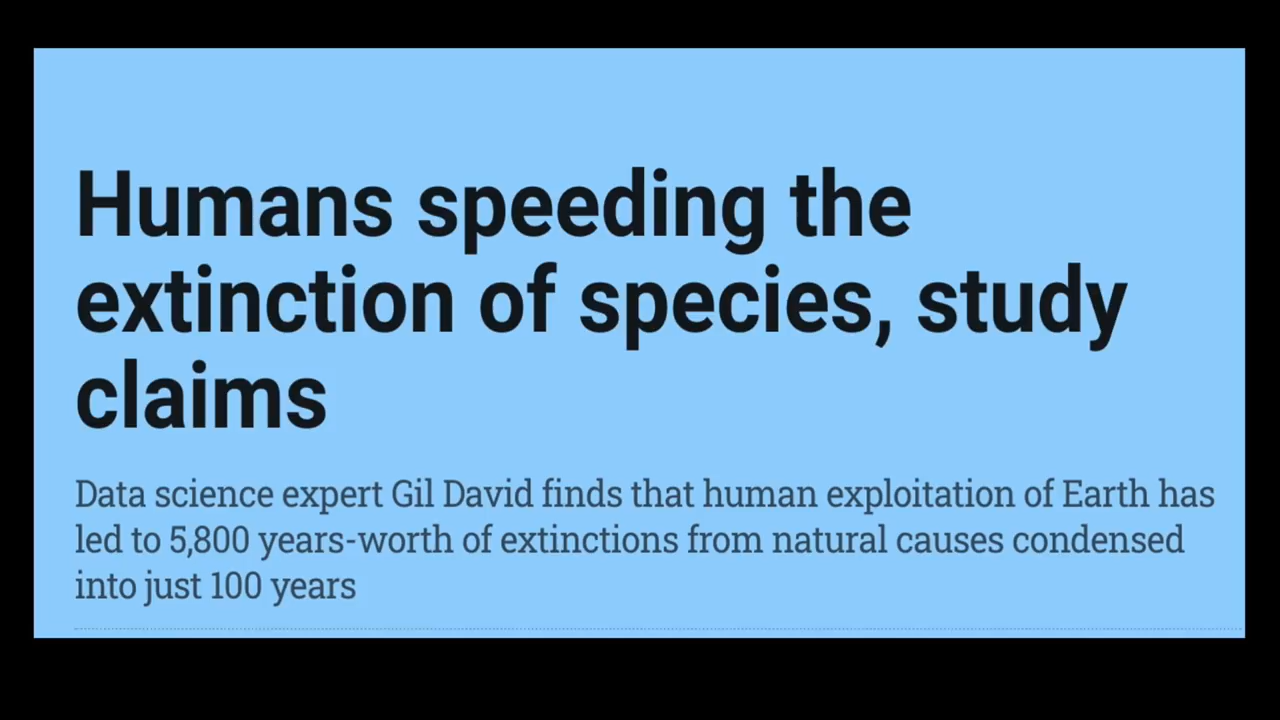 Humans speeding the
extinction of species, study
claims
Data science expert Gil David finds that human exploitation of Earth has
led to 5,800 years-worth of extinctions from natural causes condensed
into just 100 years